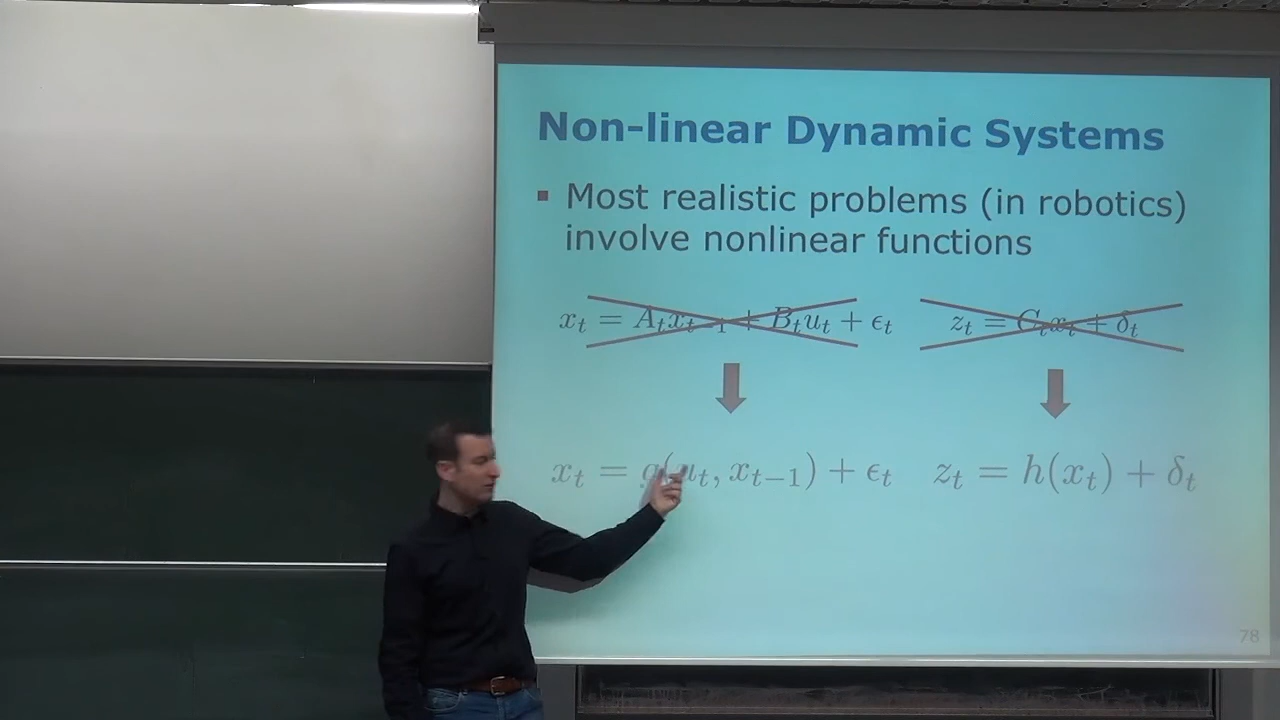 Non-linear Dynamic Systems
▪ Most realistic problems (in robotics)
involve nonlinear functions
x_t = A_t x_{t-1} + B_t u_t + ϵ_t z_t = C_t x_t + δ_t
x_t = g(u_t, x_{t-1}) + ϵ_t z_t = h(x_t) + δ_t
78